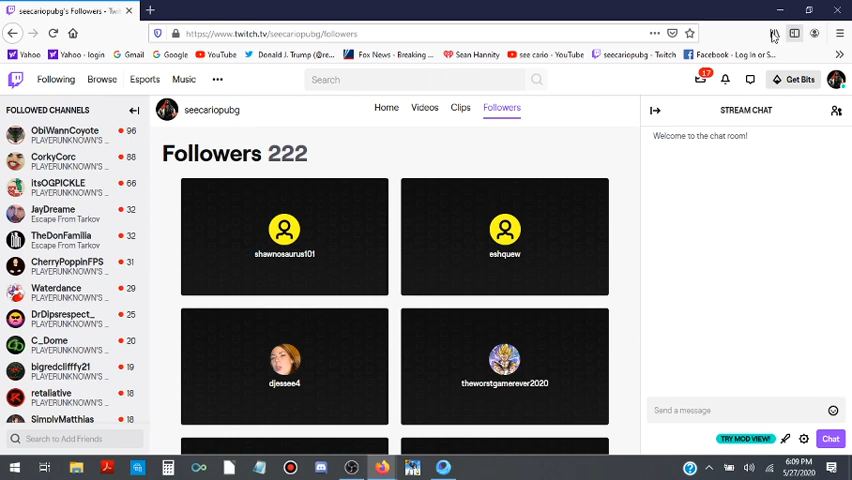 seecariopubg's Followers - Tw
https://www.twitch.tv/seecariopubg/followers
Yahoo
Yahoo - login
Gmail
Google
YouTube
Donald J. Trump (@re...
Fox News - Breaking ...
Sean Hannity
see cario - YouTube
seecariopubg - Twitch
Facebook - Log In or S...
Following
Browse
Esports
Music
Search
17
Get Bits
FOLLOWED CHANNELS
ObiWannCoyote 96
PLAYERUNKNOWN'S ...
CorkyCorc 88
PLAYERUNKNOWN'S ...
itsOGPICKLE 66
PLAYERUNKNOWN'S ...
JayDreame 32
Escape From Tarkov
TheDonFamilia 32
Escape From Tarkov
CherryPoppinFPS 31
PLAYERUNKNOWN'S ...
Waterdance 29
PLAYERUNKNOWN'S ...
DrDipsrespect_ 25
PLAYERUNKNOWN'S ...
C_Dome 20
PLAYERUNKNOWN'S ...
bigredclifffy21 19
PLAYERUNKNOWN'S ...
retaliative 18
PLAYERUNKNOWN'S ...
SimplyMatthias 18
Search to Add Friends
seecariopubg
Home
Videos
Clips
Followers
Followers 222
shawnosaurus101
eshquew
djessee4
theworstgamerever2020
STREAM CHAT
Welcome to the chat room!
Send a message
TRY MOD VIEW!
Chat
6:09 PM
5/27/2020